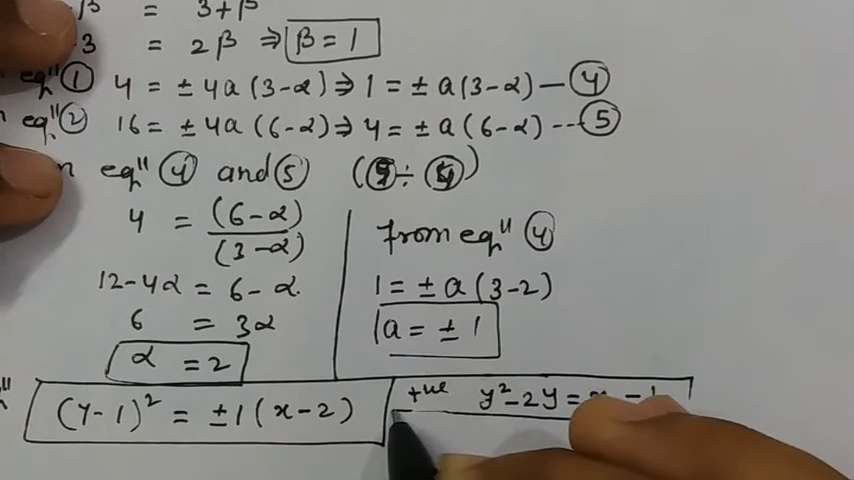 β = 3+β
3 = 2β ⇒ β = 1
eqⁿ ① 4 = ± 4a (3-α) ⇒ 1 = ± a (3-α) — ④
eqⁿ ② 16 = ± 4a (6-α) ⇒ 4 = ± a (6-α) -- ⑤
eqⁿ ④ and ⑤ (⑤ ÷ ④)
4 = (6-α)/(3-α)
12-4α = 6-α
6 = 3α
α = 2
from eqⁿ ④
1 = ± a (3-2)
a = ± 1
(y-1)² = ±1 (x-2)
+ve y²-2y =